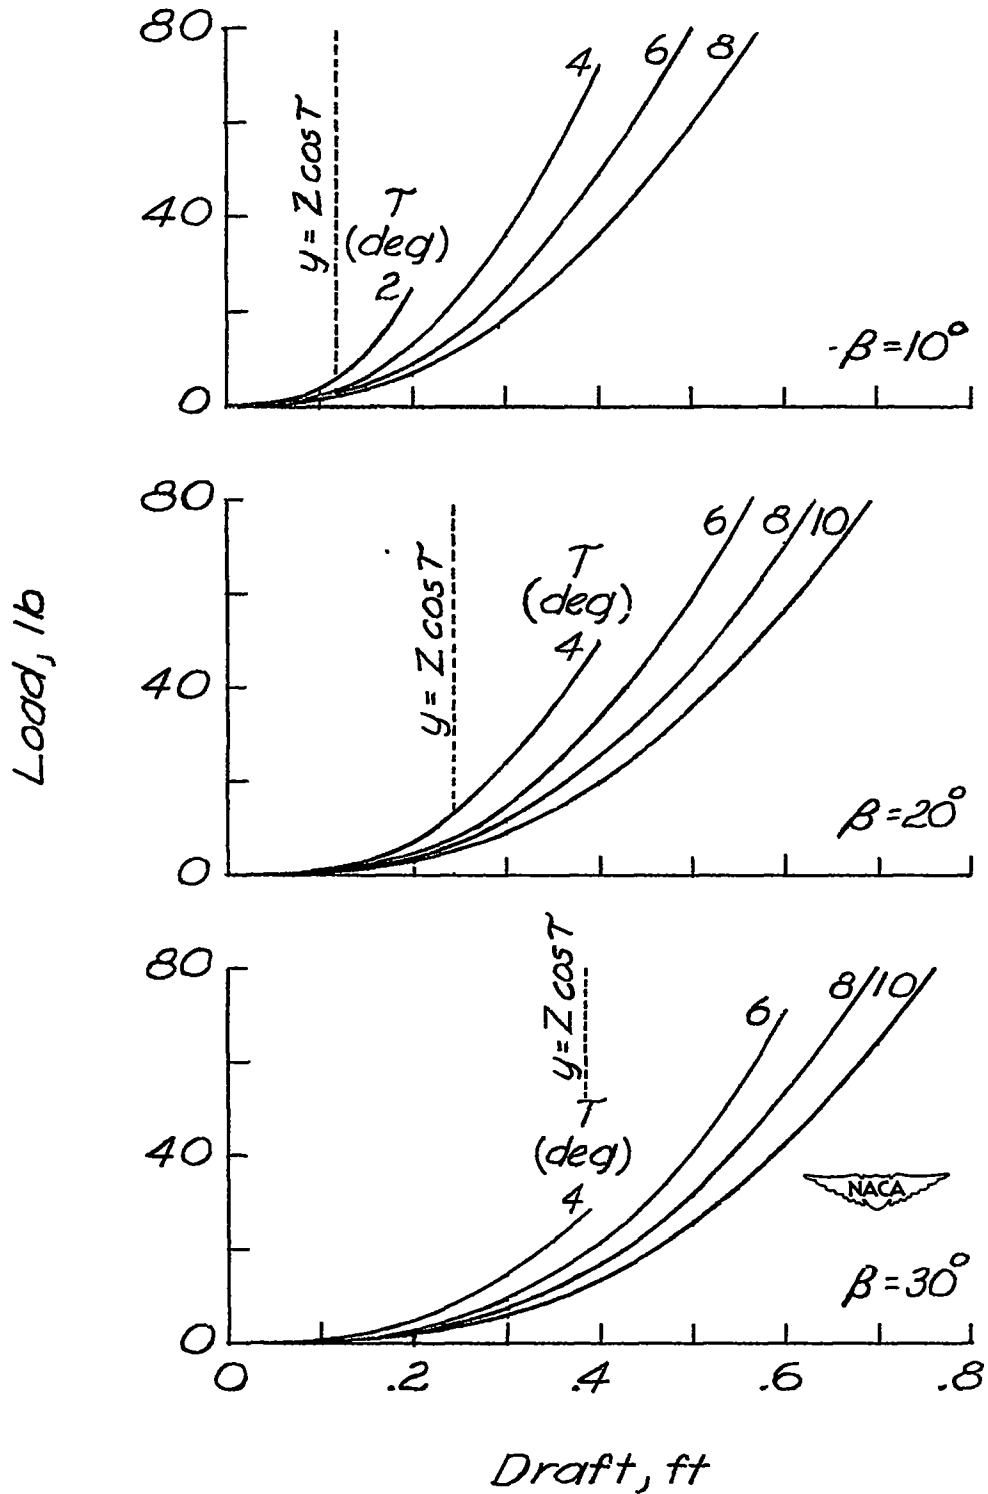 Load, lb
80
40
0
y = Z cos τ
τ
(deg)
2
4
6
8
β = 10°
80
40
0
y = Z cos τ
τ
(deg)
4
6
8
10
β = 20°
80
40
0
y = Z cos τ
τ
(deg)
4
6
8
10
NACA
β = 30°
0
.2
.4
.6
.8
Draft, ft